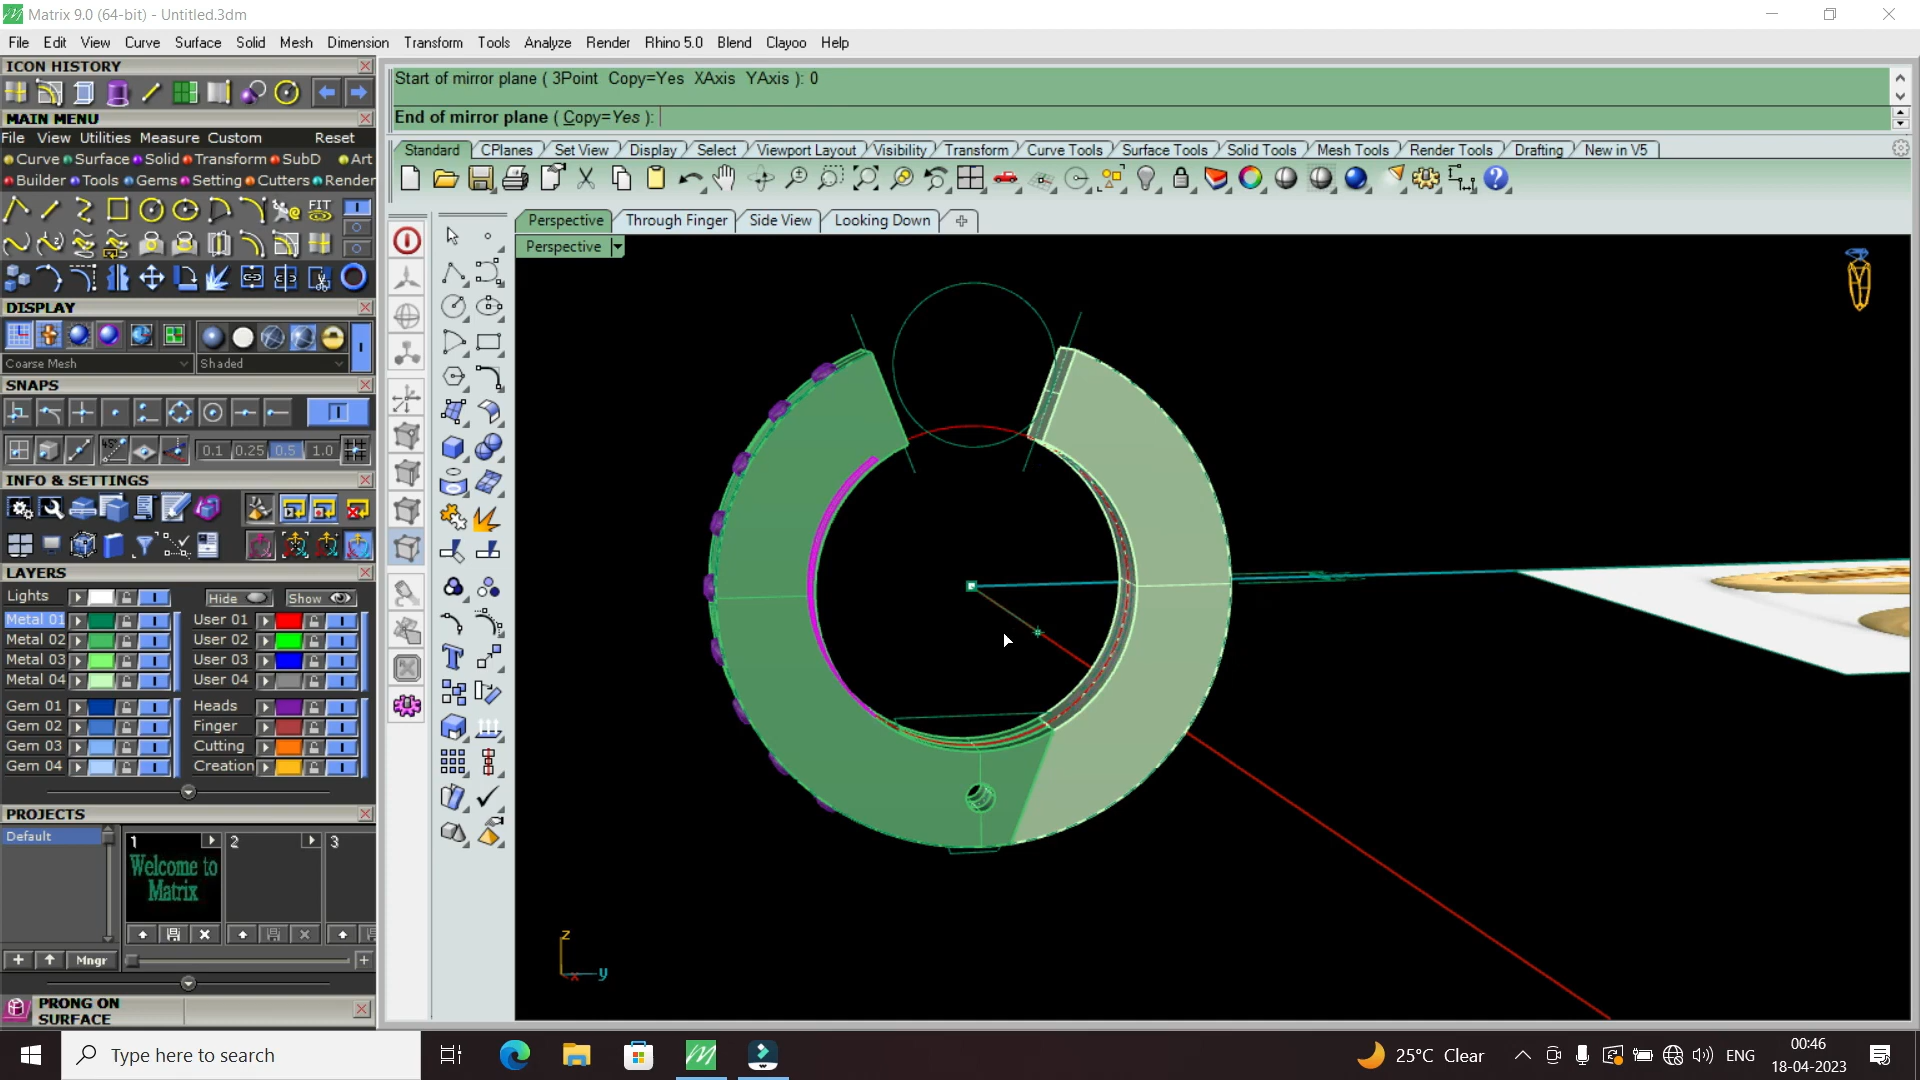 Matrix 9.0 (64-bit) - Untitled.3dm
File Edit View Curve Surface Solid Mesh Dimension Transform Tools Analyze Render Rhino 5.0 Blend Clayoo Help
ICON HISTORY
Start of mirror plane ( 3Point Copy=Yes XAxis YAxis ): 0
End of mirror plane ( Copy=Yes ):
MAIN MENU
File View Utilities Measure Custom Reset
Curve Surface Solid Transform SubD Art
Builder Tools Gems Setting Cutters Render
FIT
Standard CPlanes Set View Display Select Viewport Layout Visibility Transform Curve Tools Surface Tools Solid Tools Mesh Tools Render Tools Drafting New in V5
Perspective Through Finger Side View Looking Down
Perspective
DISPLAY
Coarse Mesh Shaded
SNAPS
0.1 0.25 0.5 1.0
INFO & SETTINGS
LAYERS
Lights Hide Show
Metal 01 User 01
Metal 02 User 02
Metal 03 User 03
Metal 04 User 04
Gem 01 Heads
Gem 02 Finger
Gem 03 Cutting
Gem 04 Creation
PROJECTS
Default 1 2 3
Welcome to
Matrix
Mngr
PRONG ON
SURFACE
z
x y
Type here to search
25°C Clear
ENG
00:46
18-04-2023